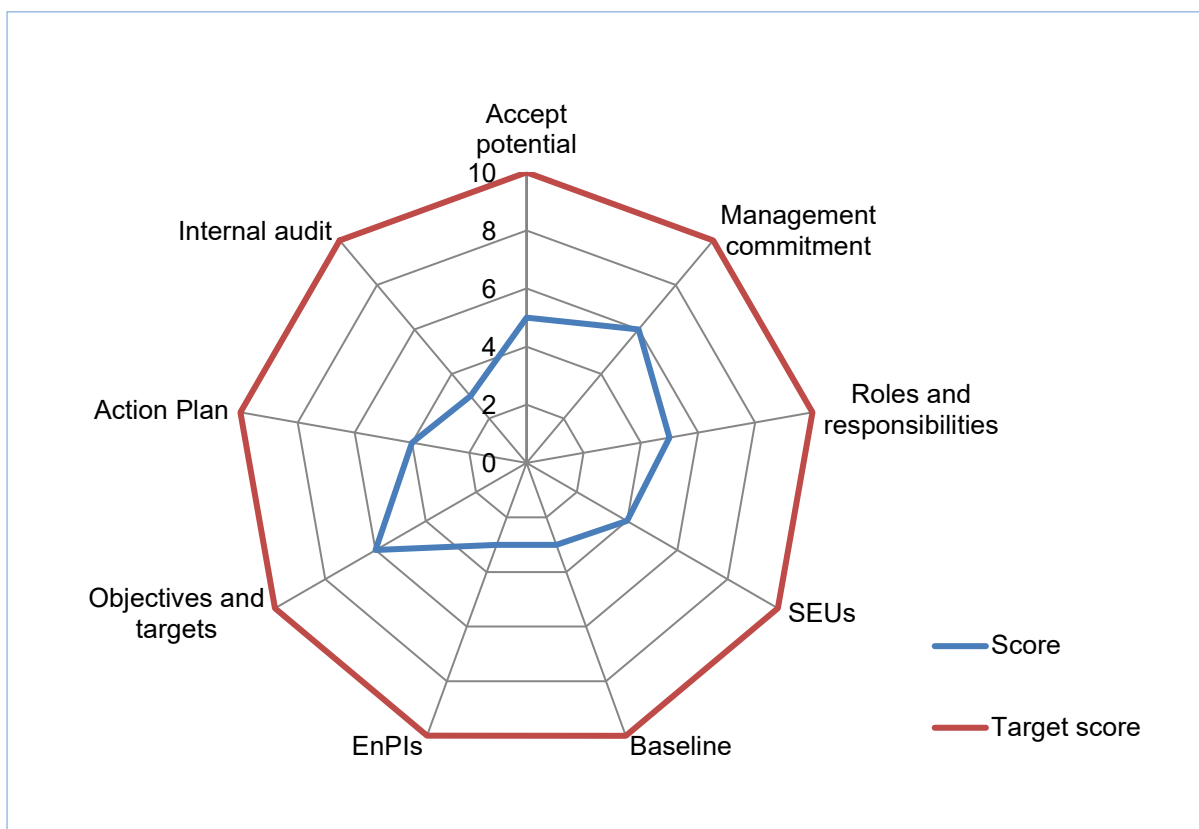 Accept
potential
10
8
6
4
2
0
Management
commitment
Roles and
responsibilities
SEUs
Baseline
EnPIs
Objectives and
targets
Action Plan
Internal audit
Score
Target score